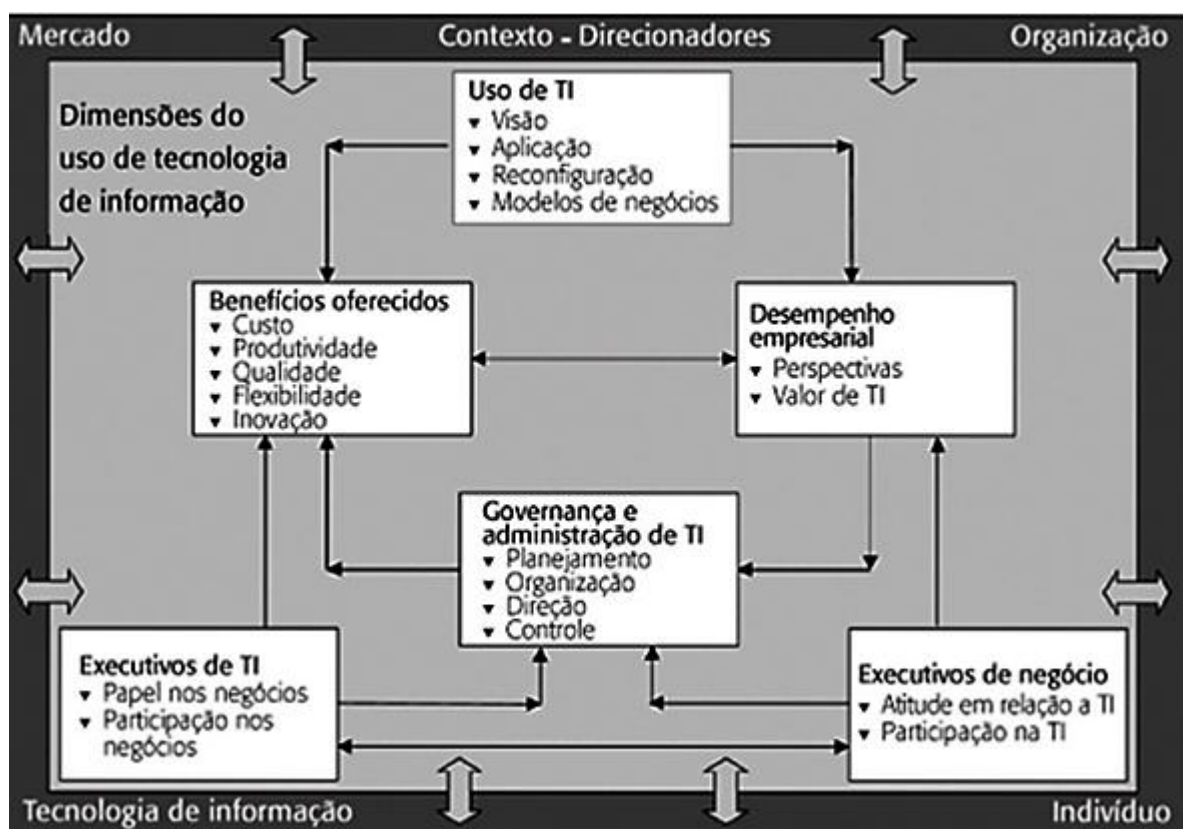 Mercado
Contexto - Direcionadores
Organização
Dimensões do
uso de tecnologia
de informação
Uso de TI
▼ Visão
▼ Aplicação
▼ Reconfiguração
▼ Modelos de negócios
Benefícios oferecidos
▼ Custo
▼ Produtividade
▼ Qualidade
▼ Flexibilidade
▼ Inovação
Desempenho
empresarial
▼ Perspectivas
▼ Valor de TI
Governança e
administração de TI
▼ Planejamento
▼ Organização
▼ Direção
▼ Controle
Executivos de TI
▼ Papel nos negócios
▼ Participação nos
negócios
Executivos de negócio
▼ Atitude em relação a TI
▼ Participação na TI
Tecnologia de informação
Indivíduo